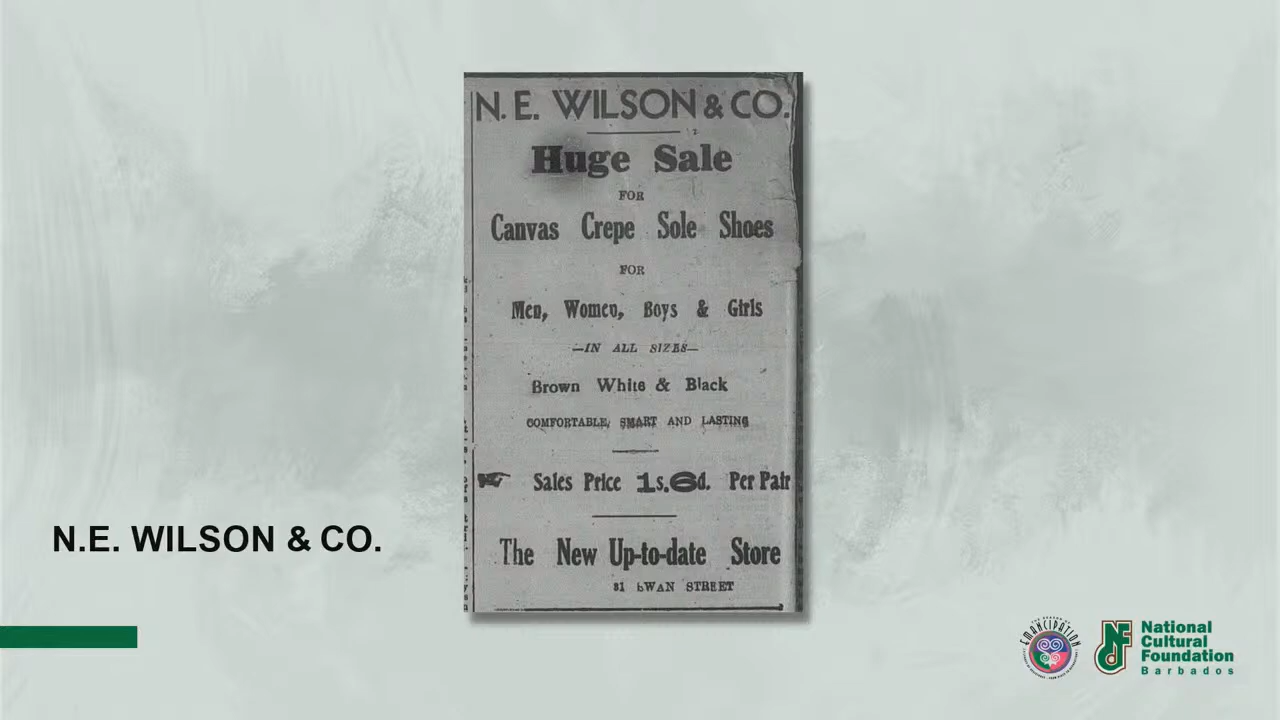 N. E. WILSON & CO.
Huge Sale
FOR
Canvas Crepe Sole Shoes
FOR
Men, Women, Boys & Girls
—IN ALL SIZES—
Brown White & Black
COMFORTABLE, SMART AND LASTING
Sales Price 1s.6d. Per Pair
The New Up-to-date Store
31 SWAN STREET
N.E. WILSON & CO.
EMANCIPATION
NCF
National
Cultural
Foundation
Barbados